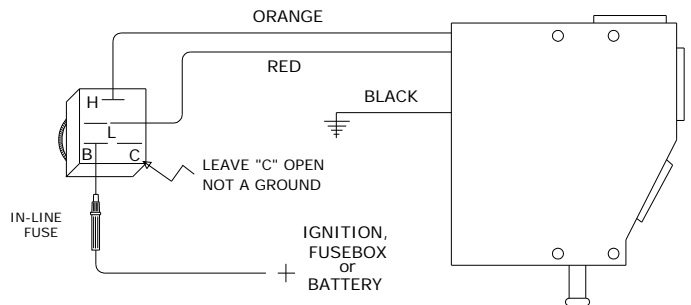 ORANGE
RED
BLACK
H
L
B
C
LEAVE "C" OPEN
NOT A GROUND
IN-LINE
FUSE
IGNITION,
FUSEBOX
or
BATTERY